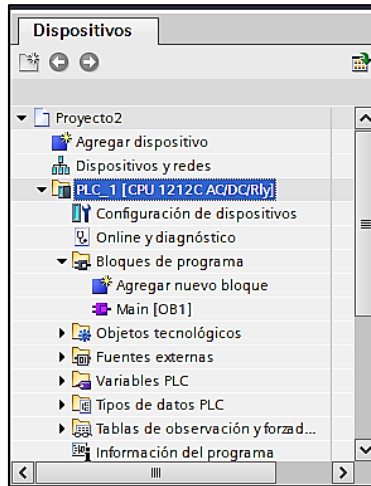 Dispositivos
Proyecto2
Agregar dispositivo
Dispositivos y redes
PLC_1 [CPU 1212C AC/DC/Rly]
Configuración de dispositivos
Online y diagnóstico
Bloques de programa
Agregar nuevo bloque
Main [OB1]
Objetos tecnológicos
Fuentes externas
Variables PLC
Tipos de datos PLC
Tablas de observación y forzad...
Información del programa